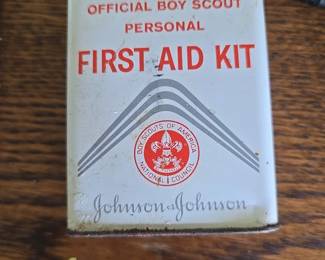 OFFICIAL BOY SCOUT
PERSONAL
FIRST AID KIT
BOY SCOUTS OF AMERICA
NATIONAL COUNCIL
Johnson & Johnson